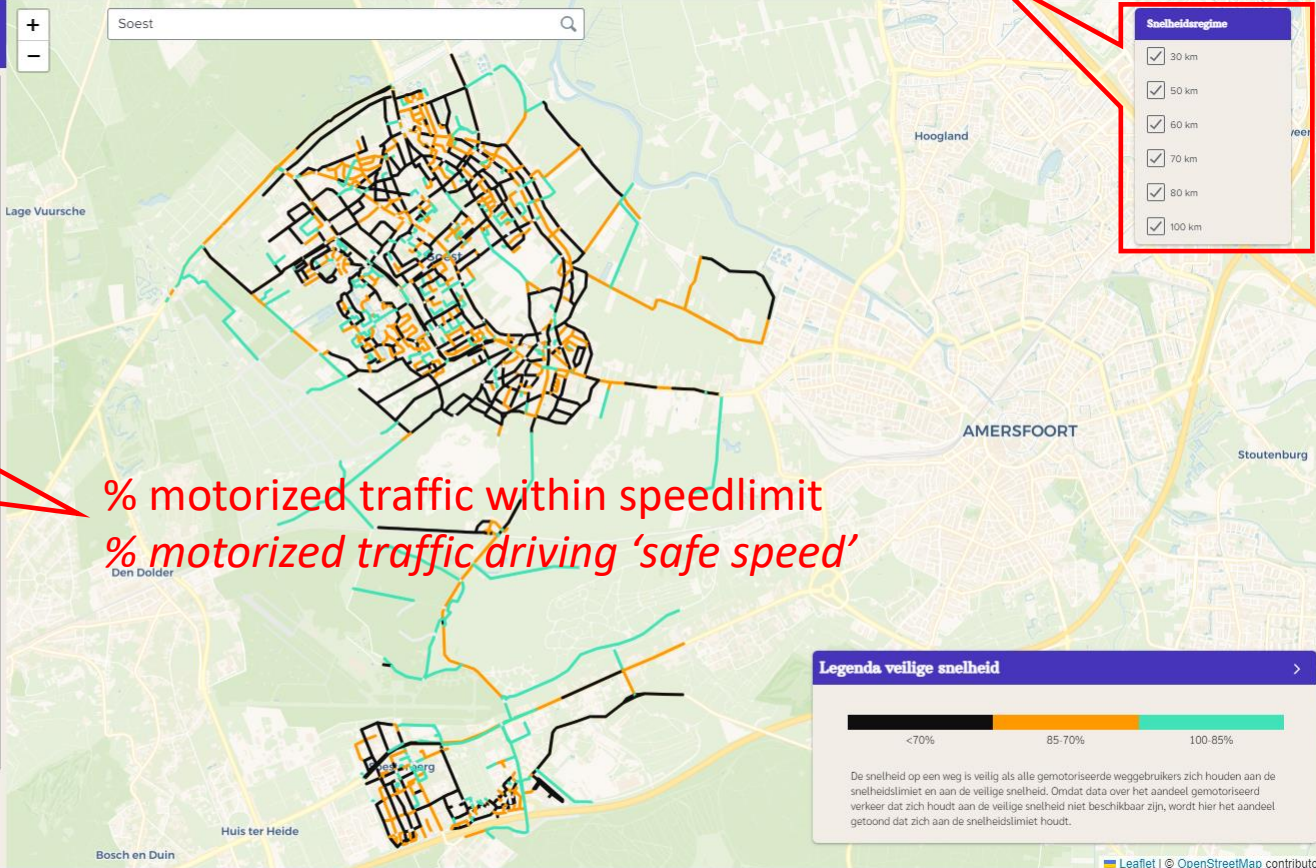 +
−
Soest
Snelheidsregime
30 km
50 km
60 km
70 km
80 km
100 km
Hoogland
Lage Vuursche
Soest
AMERSFOORT
Stoutenburg
% motorized traffic within speedlimit
% motorized traffic driving ‘safe speed’
Den Dolder
Legenda veilige snelheid
<70%
85-70%
100-85%
De snelheid op een weg is veilig als alle gemotoriseerde weggebruikers zich houden aan de
snelheidslimiet en aan de veilige snelheid. Omdat data over het aandeel gemotoriseerd
verkeer dat zich houdt aan de veilige snelheid niet beschikbaar zijn, wordt hier het aandeel
getoond dat zich aan de snelheidslimiet houdt.
Huis ter Heide
Bosch en Duin
Leaflet | © OpenStreetMap contributo